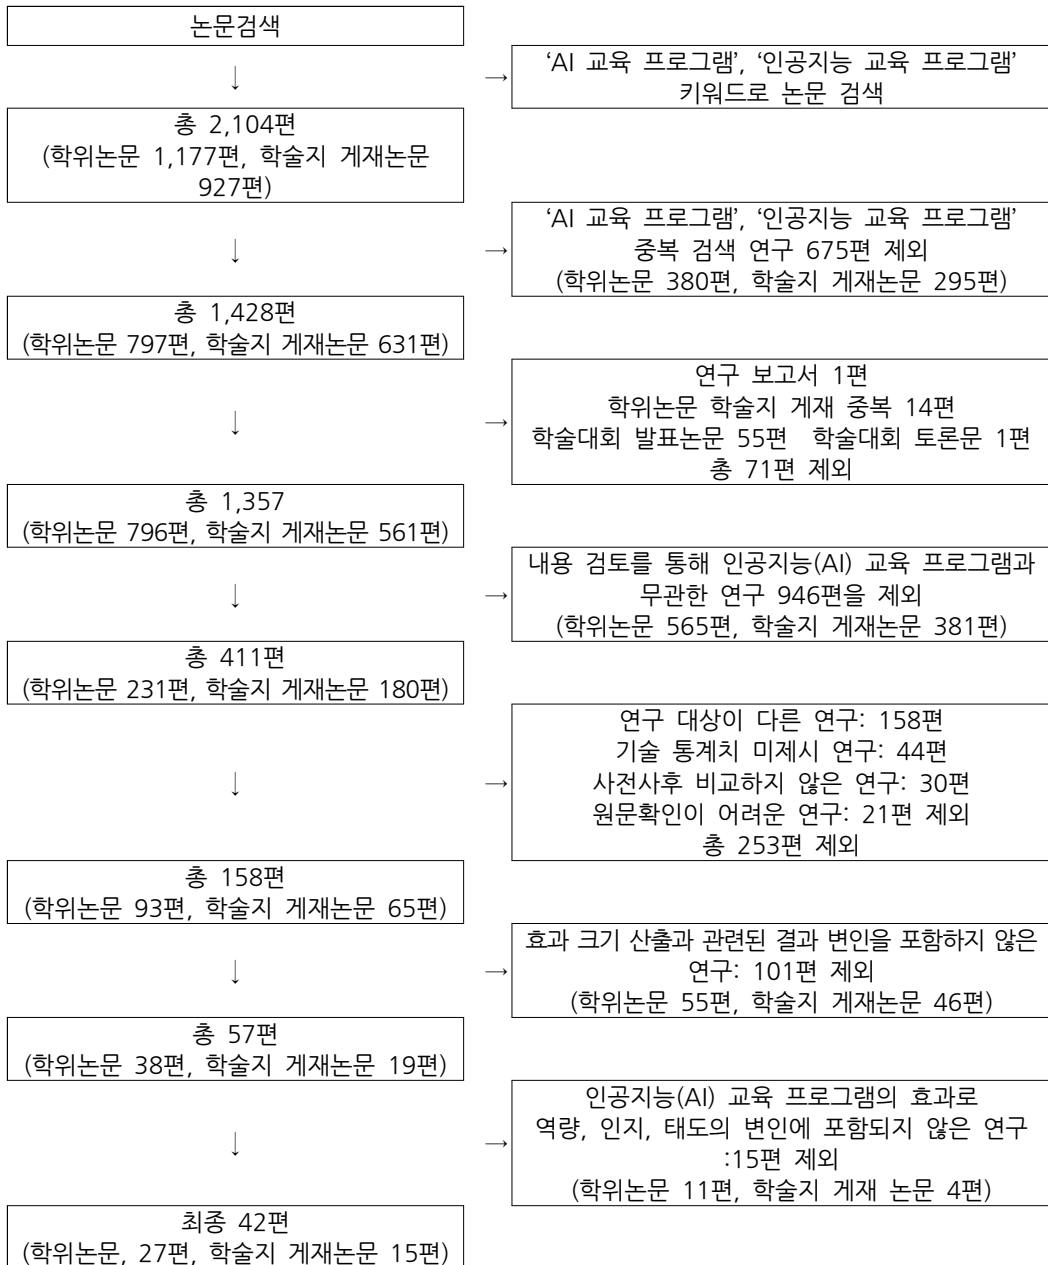 논문검색
↓
→
‘AI 교육 프로그램’, ‘인공지능 교육 프로그램’
키워드로 논문 검색
총 2,104편
(학위논문 1,177편, 학술지 게재논문
927편)
↓
→
‘AI 교육 프로그램’, ‘인공지능 교육 프로그램’
중복 검색 연구 675편 제외
(학위논문 380편, 학술지 게재논문 295편)
총 1,428편
(학위논문 797편, 학술지 게재논문 631편)
↓
→
연구 보고서 1편
학위논문 학술지 게재 중복 14편
학술대회 발표논문 55편 학술대회 토론문 1편
총 71편 제외
총 1,357
(학위논문 796편, 학술지 게재논문 561편)
↓
→
내용 검토를 통해 인공지능(AI) 교육 프로그램과
무관한 연구 946편을 제외
(학위논문 565편, 학술지 게재논문 381편)
총 411편
(학위논문 231편, 학술지 게재논문 180편)
↓
→
연구 대상이 다른 연구: 158편
기술 통계치 미제시 연구: 44편
사전사후 비교하지 않은 연구: 30편
원문확인이 어려운 연구: 21편 제외
총 253편 제외
총 158편
(학위논문 93편, 학술지 게재논문 65편)
↓
→
효과 크기 산출과 관련된 결과 변인을 포함하지 않은
연구: 101편 제외
(학위논문 55편, 학술지 게재논문 46편)
총 57편
(학위논문 38편, 학술지 게재논문 19편)
↓
→
인공지능(AI) 교육 프로그램의 효과로
역량, 인지, 태도의 변인에 포함되지 않은 연구
:15편 제외
(학위논문 11편, 학술지 게재 논문 4편)
최종 42편
(학위논문, 27편, 학술지 게재논문 15편)